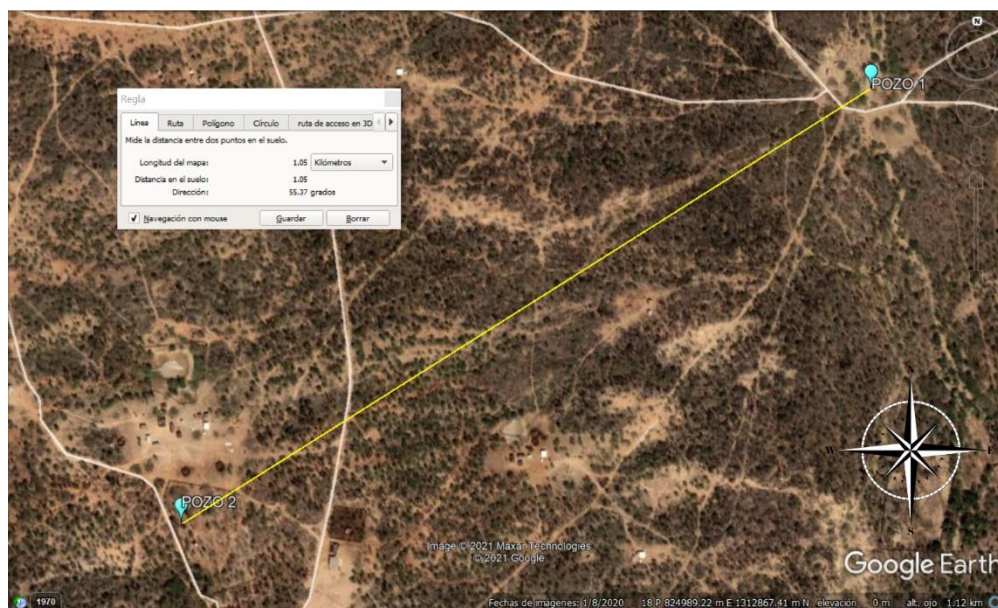 N
POZO 1
Regla
Línea Ruta Polígono Círculo ruta de acceso en 3D
Mide la distancia entre dos puntos en el suelo.
Longitud del mapa: 1.05 Kilómetros
Distancia en el suelo: 1.05
Dirección: 55.37 grados
Navegación con mouse Guardar Borrar
N
W E
POZO 2
Image © 2021 Maxar Technologies
© 2021 Google
Google Earth
1970 Fechas de imágenes: 1/8/2020 18 P 824989.22 m E 1312867.41 m N elevación 0 m alt. ojo 1.12 km